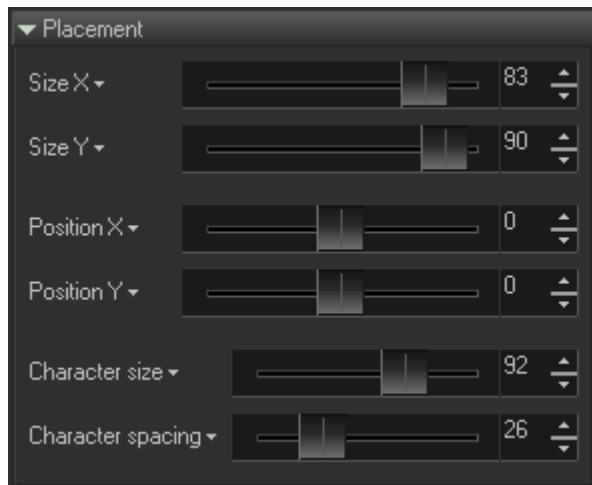 Placement
Size X 83
Size Y 90
Position X 0
Position Y 0
Character size 92
Character spacing 26